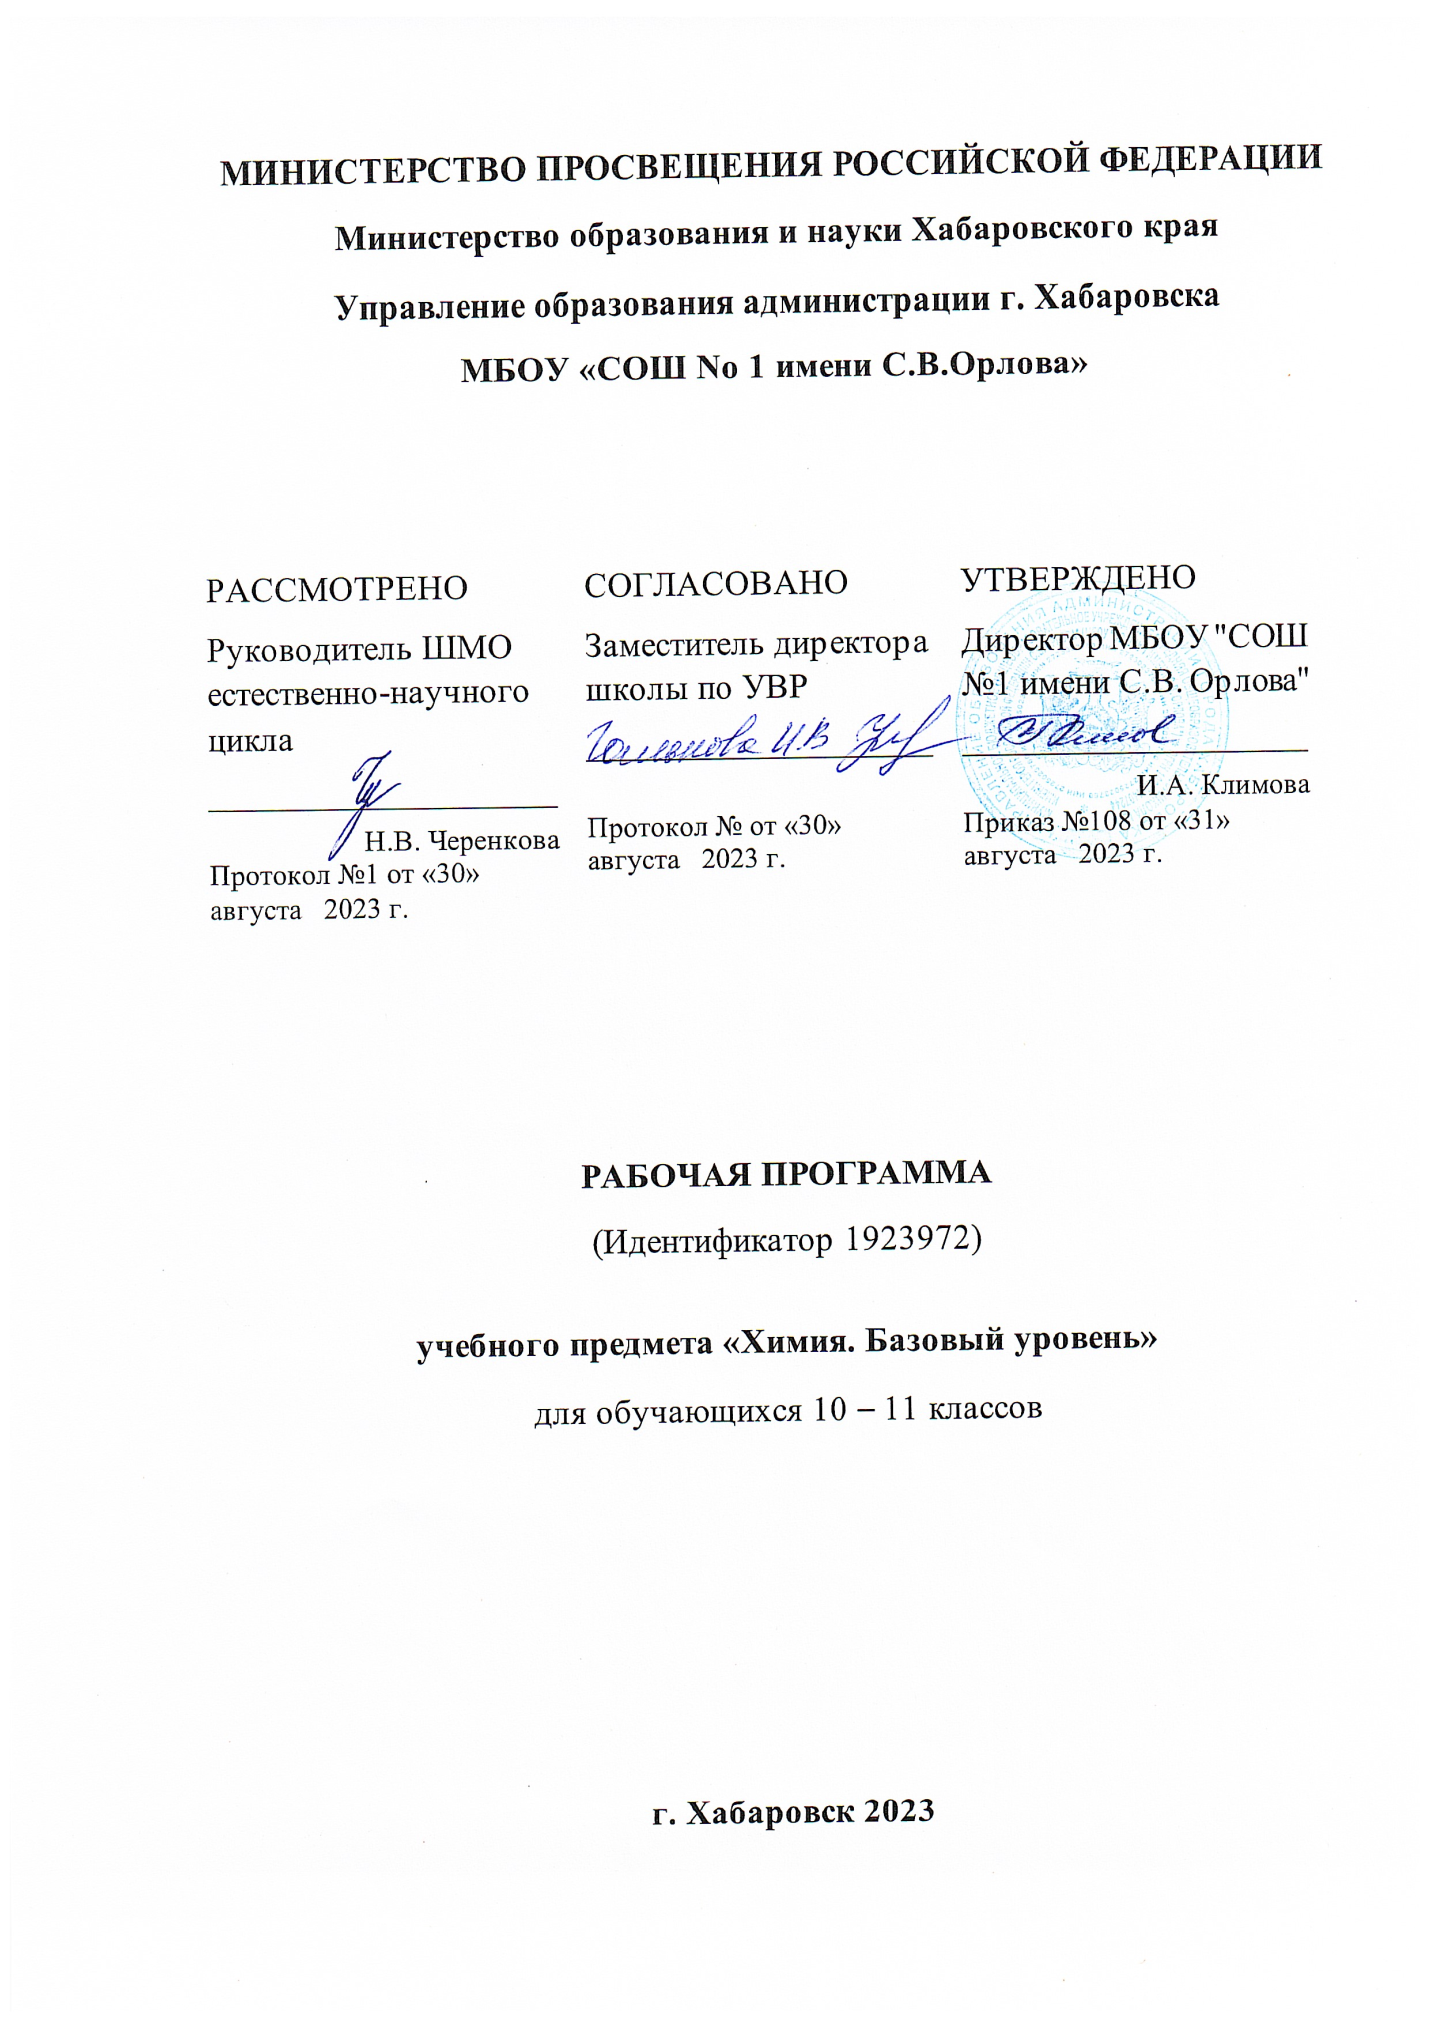 МИНИСТЕРСТВО ПРОСВЕЩЕНИЯ РОССИЙСКОЙ ФЕДЕРАЦИИ
Министерство образования и науки Хабаровского края
Управление образования администрации г. Хабаровска
МБОУ «СОШ No 1 имени С.В.Орлова»
РАССМОТРЕНО
Руководитель ШМО
естественно-научного
цикла
Н.В. Черенкова
Протокол №1 от «30»
августа 2023 г.
СОГЛАСОВАНО
Заместитель директора
школы по УВР
И.В
Протокол № от «30»
августа 2023 г.
УТВЕРЖДЕНО
Директор МБОУ "СОШ
№1 имени С.В. Орлова"
И.А. Климова
Приказ №108 от «31»
августа 2023 г.
РАБОЧАЯ ПРОГРАММА
(Идентификатор 1923972)
учебного предмета «Химия. Базовый уровень»
для обучающихся 10 – 11 классов
г. Хабаровск 2023